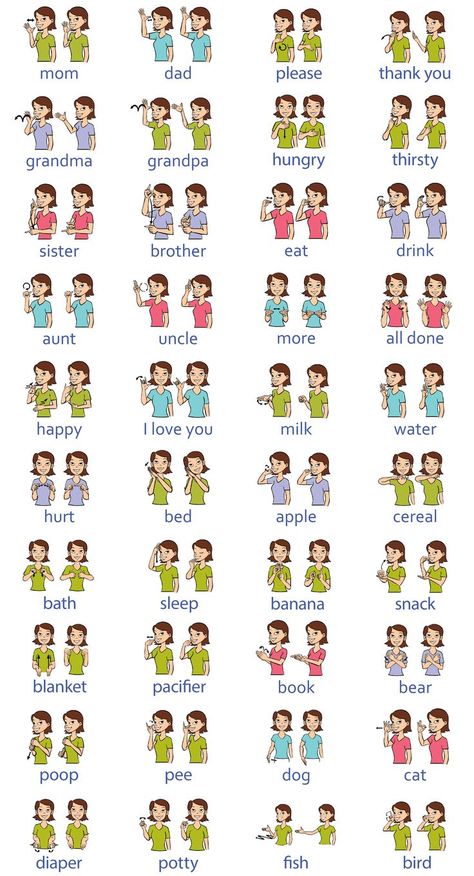 mom dad please thank you
grandma grandpa hungry thirsty
sister brother eat drink
aunt uncle more all done
happy I love you milk water
hurt bed apple cereal
bath sleep banana snack
blanket pacifier book bear
poop pee dog cat
diaper potty fish bird